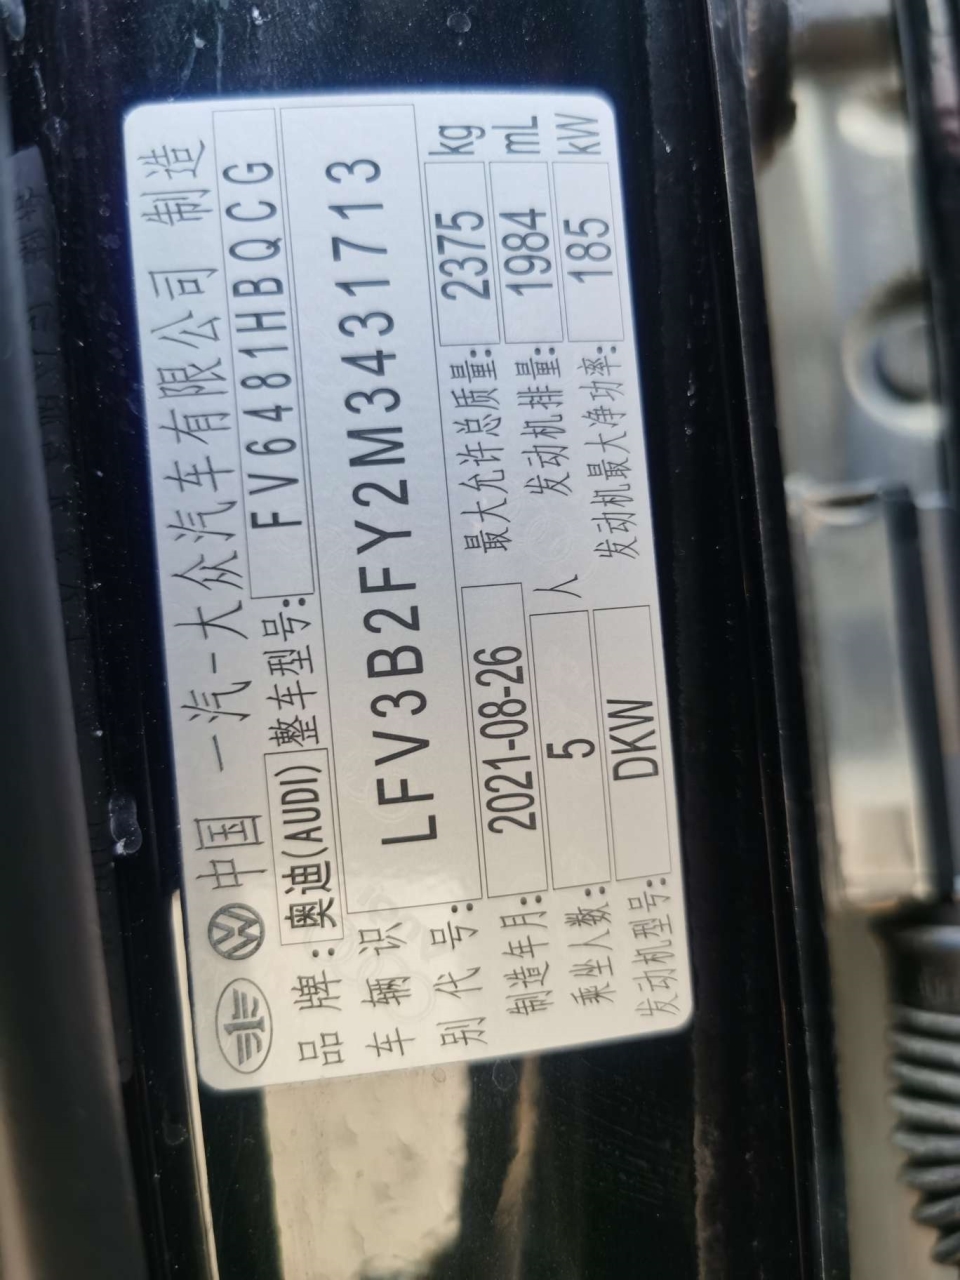 中国 一汽-大众汽车有限公司 制造
品牌: 奥迪(AUDI) 整车型号: FV6481HBQCG
车辆识别代号: LFV3B2FY2M3431713
制造年月: 2021-08-26 最大允许总质量: 2375 kg
乘坐人数: 5 人 发动机排量: 1984 mL
发动机型号: DKW 发动机最大净功率: 185 kW